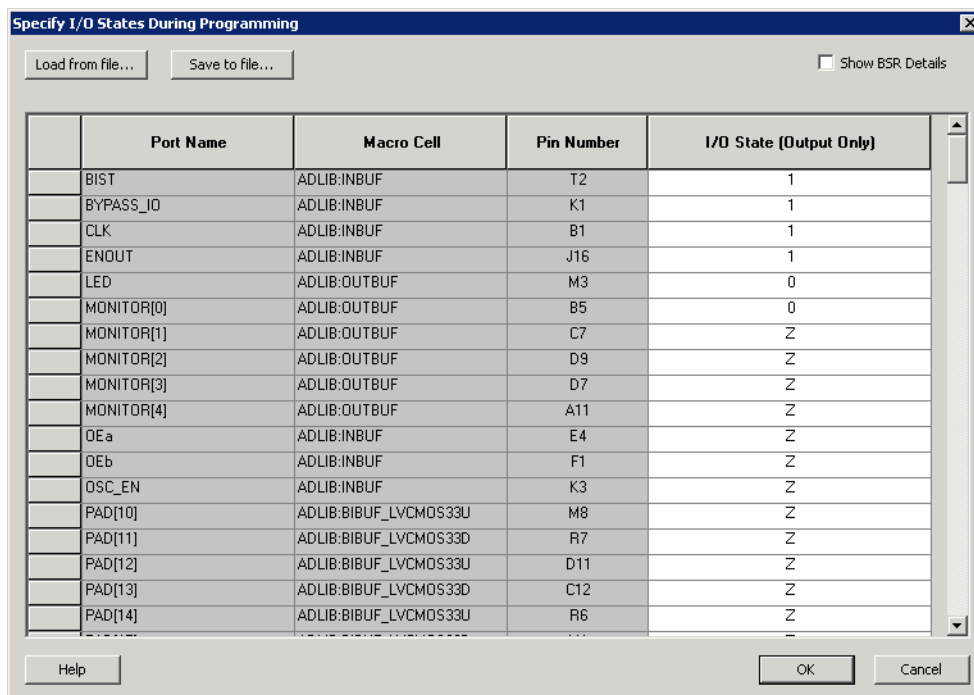 Specify I/O States During Programming
Load from file... Save to file... Show BSR Details
Port Name Macro Cell Pin Number I/O State (Output Only)
BIST ADLIB:INBUF T2 1
BYPASS_IO ADLIB:INBUF K1 1
CLK ADLIB:INBUF B1 1
ENOUT ADLIB:INBUF J16 1
LED ADLIB:OUTBUF M3 0
MONITOR[0] ADLIB:OUTBUF B5 0
MONITOR[1] ADLIB:OUTBUF C7 Z
MONITOR[2] ADLIB:OUTBUF D9 Z
MONITOR[3] ADLIB:OUTBUF D7 Z
MONITOR[4] ADLIB:OUTBUF A11 Z
OEa ADLIB:INBUF E4 Z
OEb ADLIB:INBUF F1 Z
OSC_EN ADLIB:INBUF K3 Z
PAD[10] ADLIB:BIBUF_LVCMOS33U M8 Z
PAD[11] ADLIB:BIBUF_LVCMOS33D R7 Z
PAD[12] ADLIB:BIBUF_LVCMOS33U D11 Z
PAD[13] ADLIB:BIBUF_LVCMOS33D C12 Z
PAD[14] ADLIB:BIBUF_LVCMOS33U R6 Z
Help OK Cancel